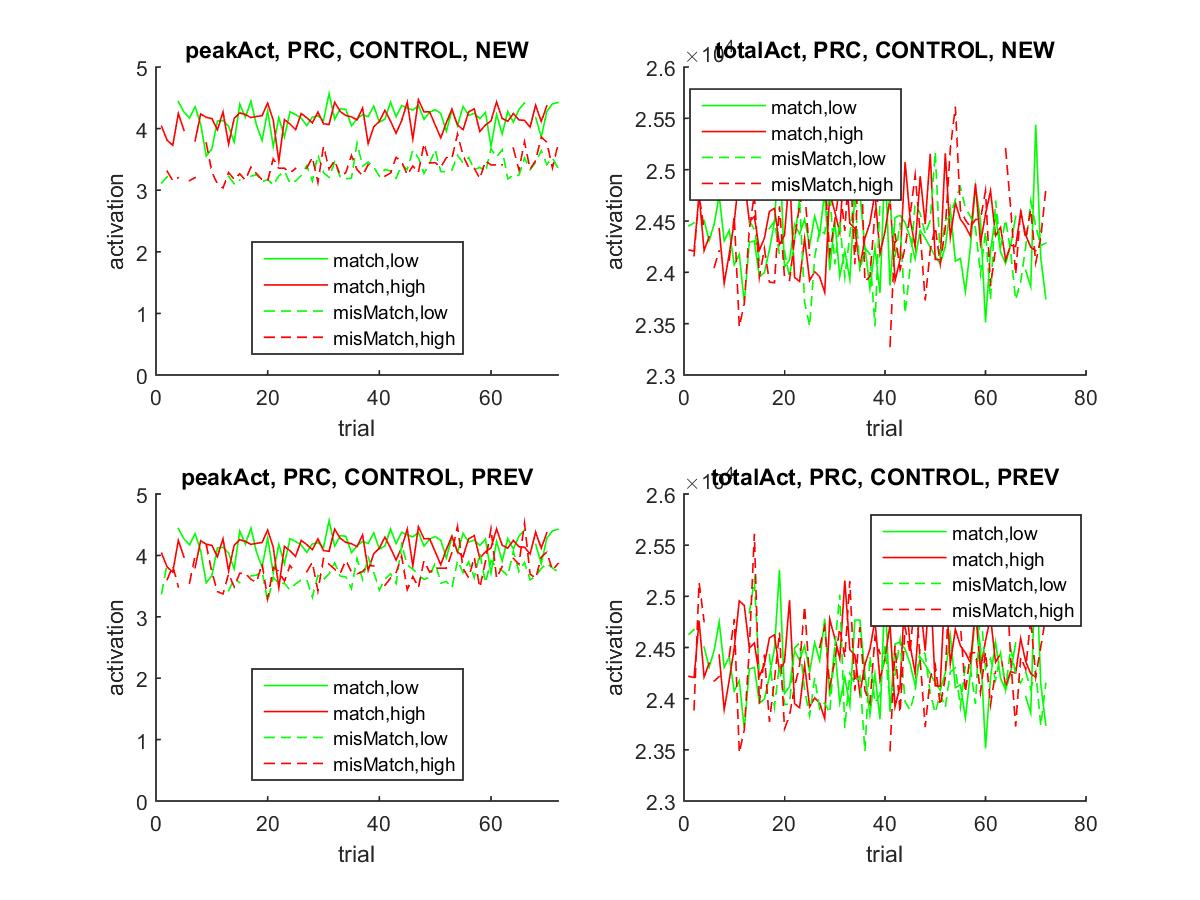 peakAct, PRC, CONTROL, NEW
5
4
3
2
1
0
activation
match,low
match,high
misMatch,low
misMatch,high
0 20 40 60
trial
×10^4
totalAct, PRC, CONTROL, NEW
2.6
2.55
2.5
2.45
2.4
2.35
2.3
activation
match,low
match,high
misMatch,low
misMatch,high
0 20 40 60 80
trial
peakAct, PRC, CONTROL, PREV
5
4
3
2
1
0
activation
match,low
match,high
misMatch,low
misMatch,high
0 20 40 60
trial
×10^4
totalAct, PRC, CONTROL, PREV
2.6
2.55
2.5
2.45
2.4
2.35
2.3
activation
match,low
match,high
misMatch,low
misMatch,high
0 20 40 60 80
trial